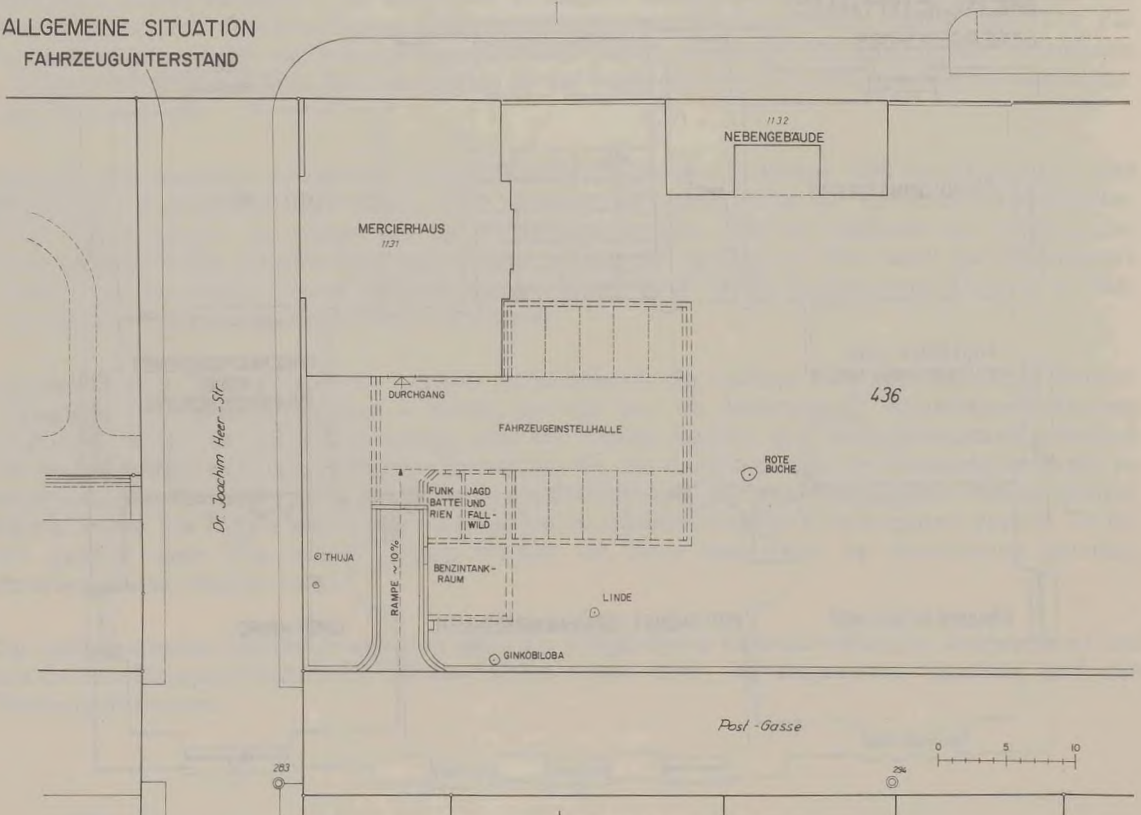 ALLGEMEINE SITUATION
FAHRZEUGUNTERSTAND
1132
NEBENGEBÄUDE
MERCIERHAUS
1131
DURCHGANG
FAHRZEUGEINSTELLHALLE
436
ROTE
BUCHE
Dr. Joachim Heer-Str.
FUNK
BATTE
RIEN
JAGD
UND
FALL-
WILD
THUJA
RAMPE ~ 10%
BENZINTANK-
RAUM
LINDE
GINKOBILOBA
Post-Gasse
0 5 10
283
294